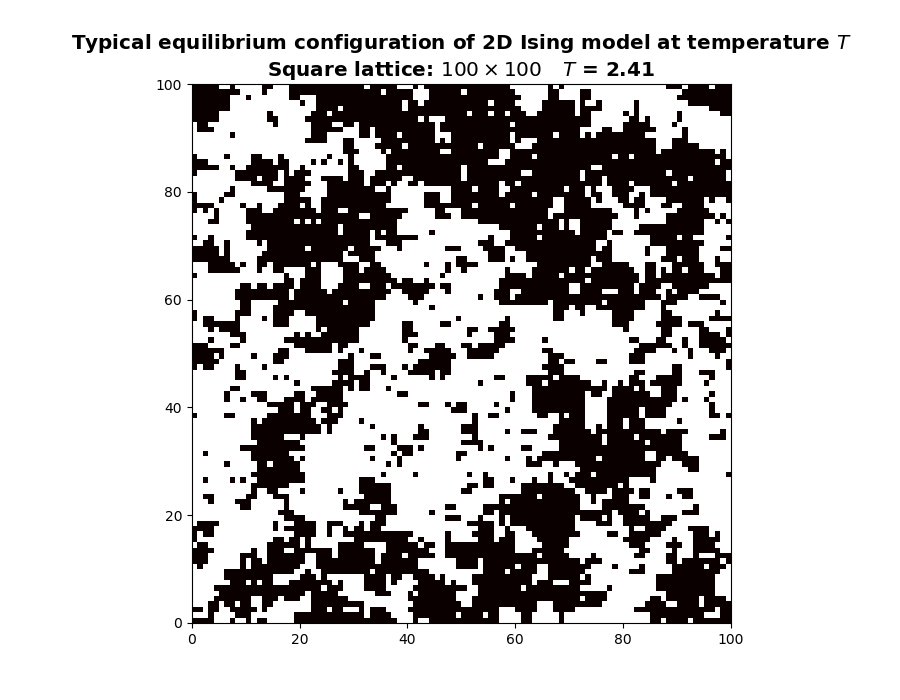 Typical equilibrium configuration of 2D Ising model at temperature T
Square lattice: 100 × 100 T = 2.41
100
80
60
40
20
0
0 20 40 60 80 100